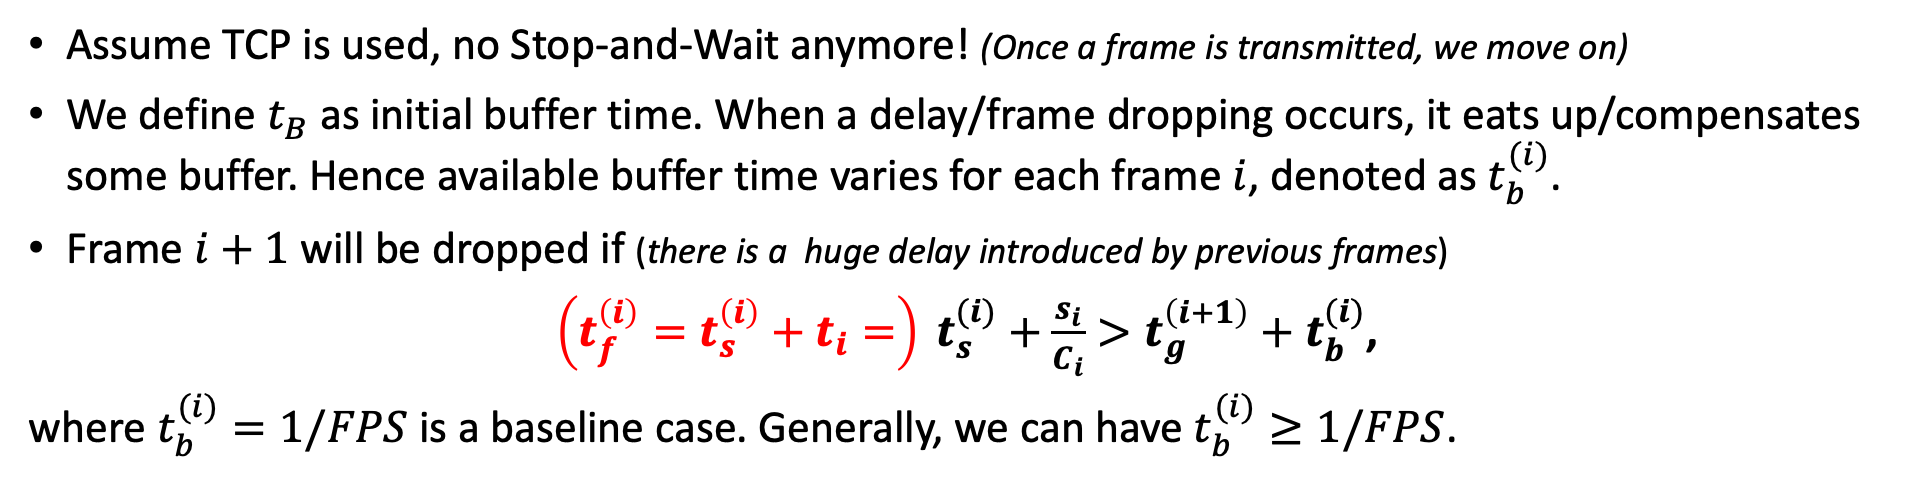 • Assume TCP is used, no Stop-and-Wait anymore! (Once a frame is transmitted, we move on)
• We define $t_B$ as initial buffer time. When a delay/frame dropping occurs, it eats up/compensates
some buffer. Hence available buffer time varies for each frame $i$, denoted as $t_b^{(i)}$.
• Frame $i + 1$ will be dropped if (there is a huge delay introduced by previous frames)
$\left(t_f^{(i)} = t_s^{(i)} + t_i =\right) t_s^{(i)} + \frac{s_i}{C_i} > t_g^{(i+1)} + t_b^{(i)},$
where $t_b^{(i)} = 1/FPS$ is a baseline case. Generally, we can have $t_b^{(i)} \geq 1/FPS$.